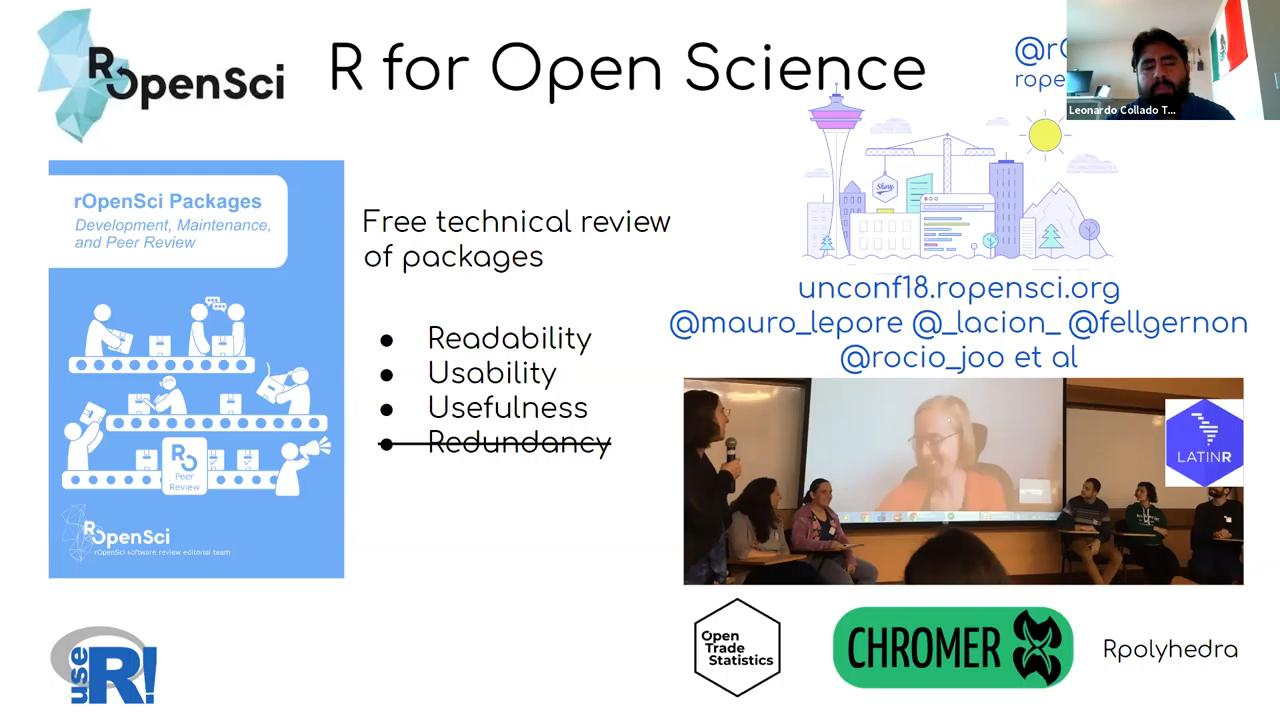 ROpenSci
R for Open Science
Leonardo Collado T...
rOpenSci Packages
Development, Maintenance,
and Peer Review
Peer
Review
ROpenSci
rOpenSci software review editorial team
Free technical review
of packages
● Readability
● Usability
● Usefulness
● Redundancy
Shiny
unconf18.ropensci.org
@mauro_lepore @_lacion_ @fellgernon
@rocio_joo et al
LATINR
useR!
Open
Trade
Statistics
CHROMER
Rpolyhedra